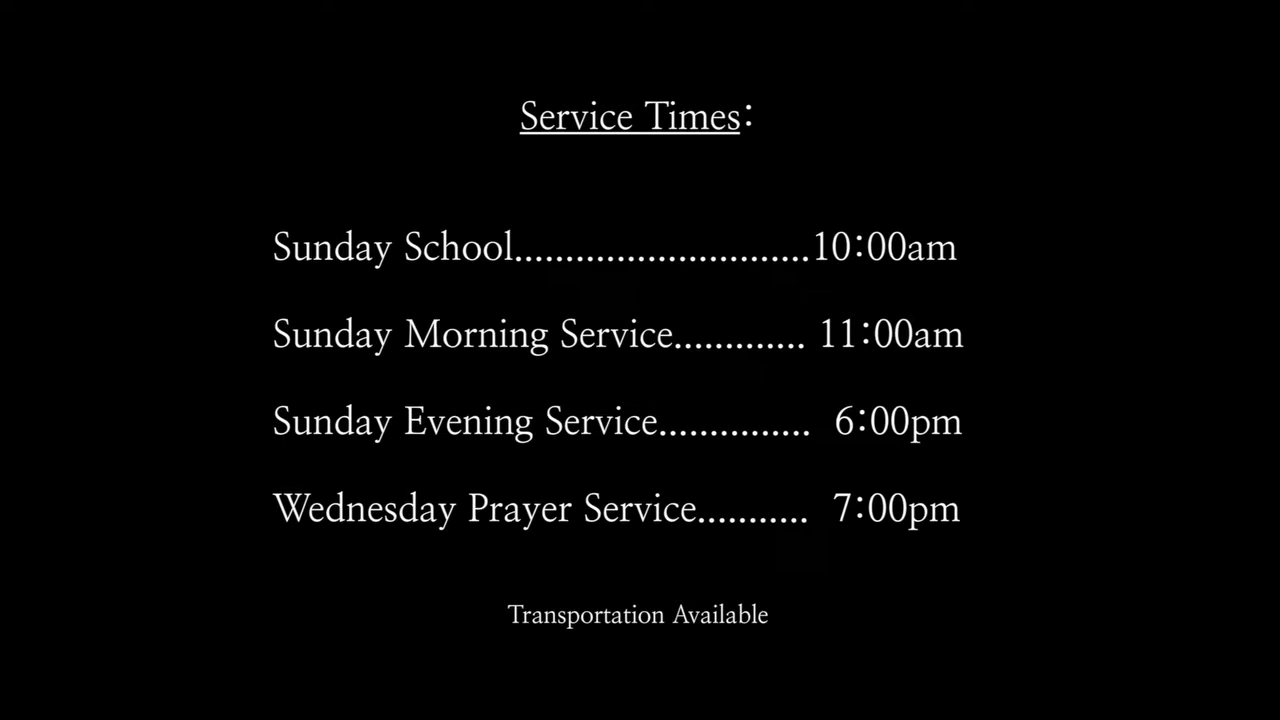 Service Times:
Sunday School.............................10:00am
Sunday Morning Service............. 11:00am
Sunday Evening Service............... 6:00pm
Wednesday Prayer Service........... 7:00pm
Transportation Available